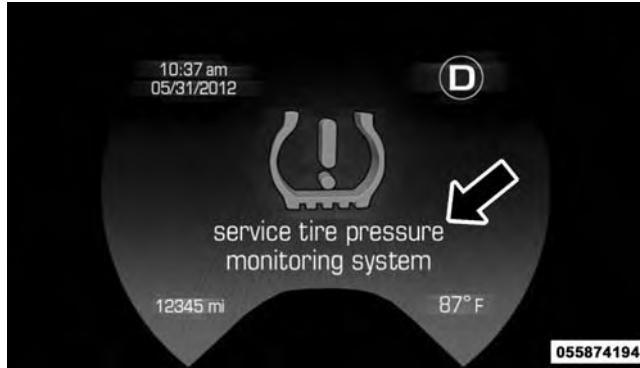 10:37 am
05/31/2012
D
service tire pressure
monitoring system
12345 mi
87° F
055874194